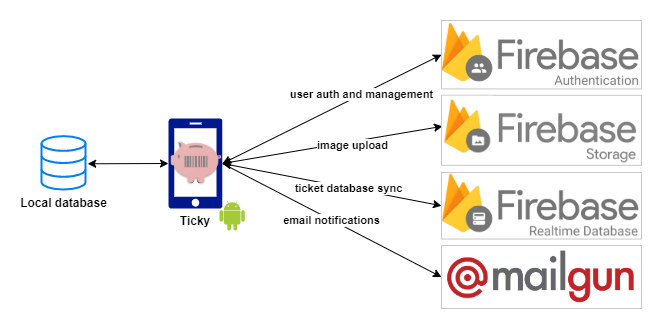 Firebase
Authentication
user auth and management
Firebase
Storage
image upload
Local database
Ticky
ticket database sync
Firebase
Realtime Database
email notifications
@mailgun